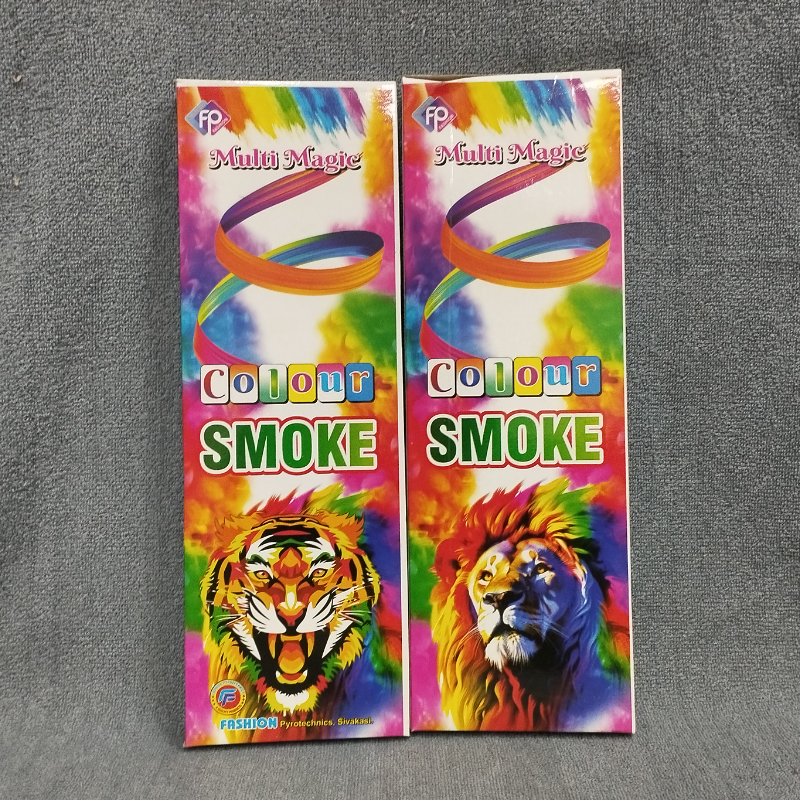 FP
Multi Magic
Colour
SMOKE
FASHION Pyrotechnics. Sivakasi.
FP
Multi Magic
Colour
SMOKE